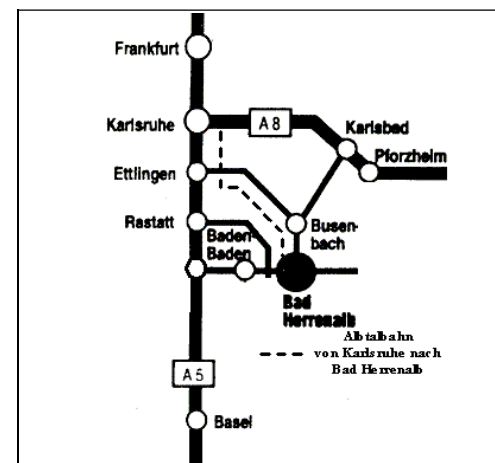 Frankfurt
Karlsruhe
A 8
Karlsbad
Pforzheim
Ettlingen
Rastatt
Baden-
Baden
Busen-
bach
Bad
Herrenalb
Albtalbahn
von Karlsruhe nach
Bad Herrenalb
A 5
Basel